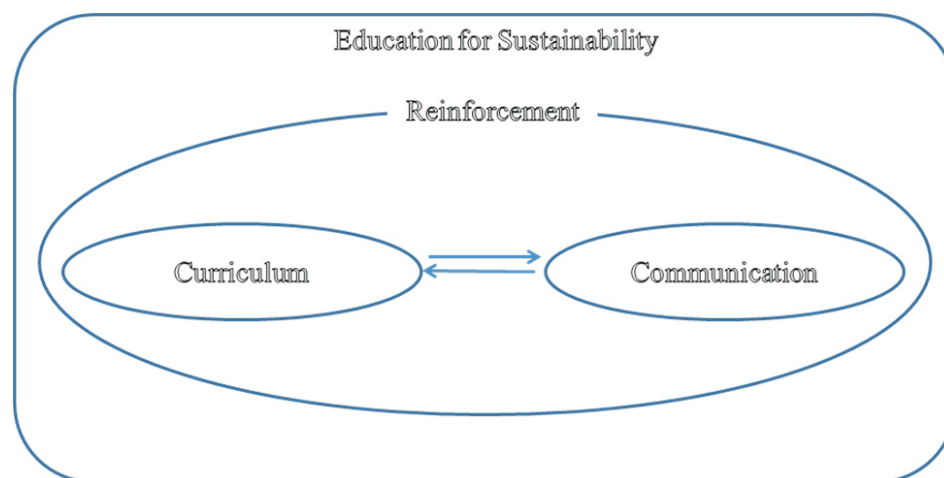 Education for Sustainability
Reinforcement
Curriculum
Communication